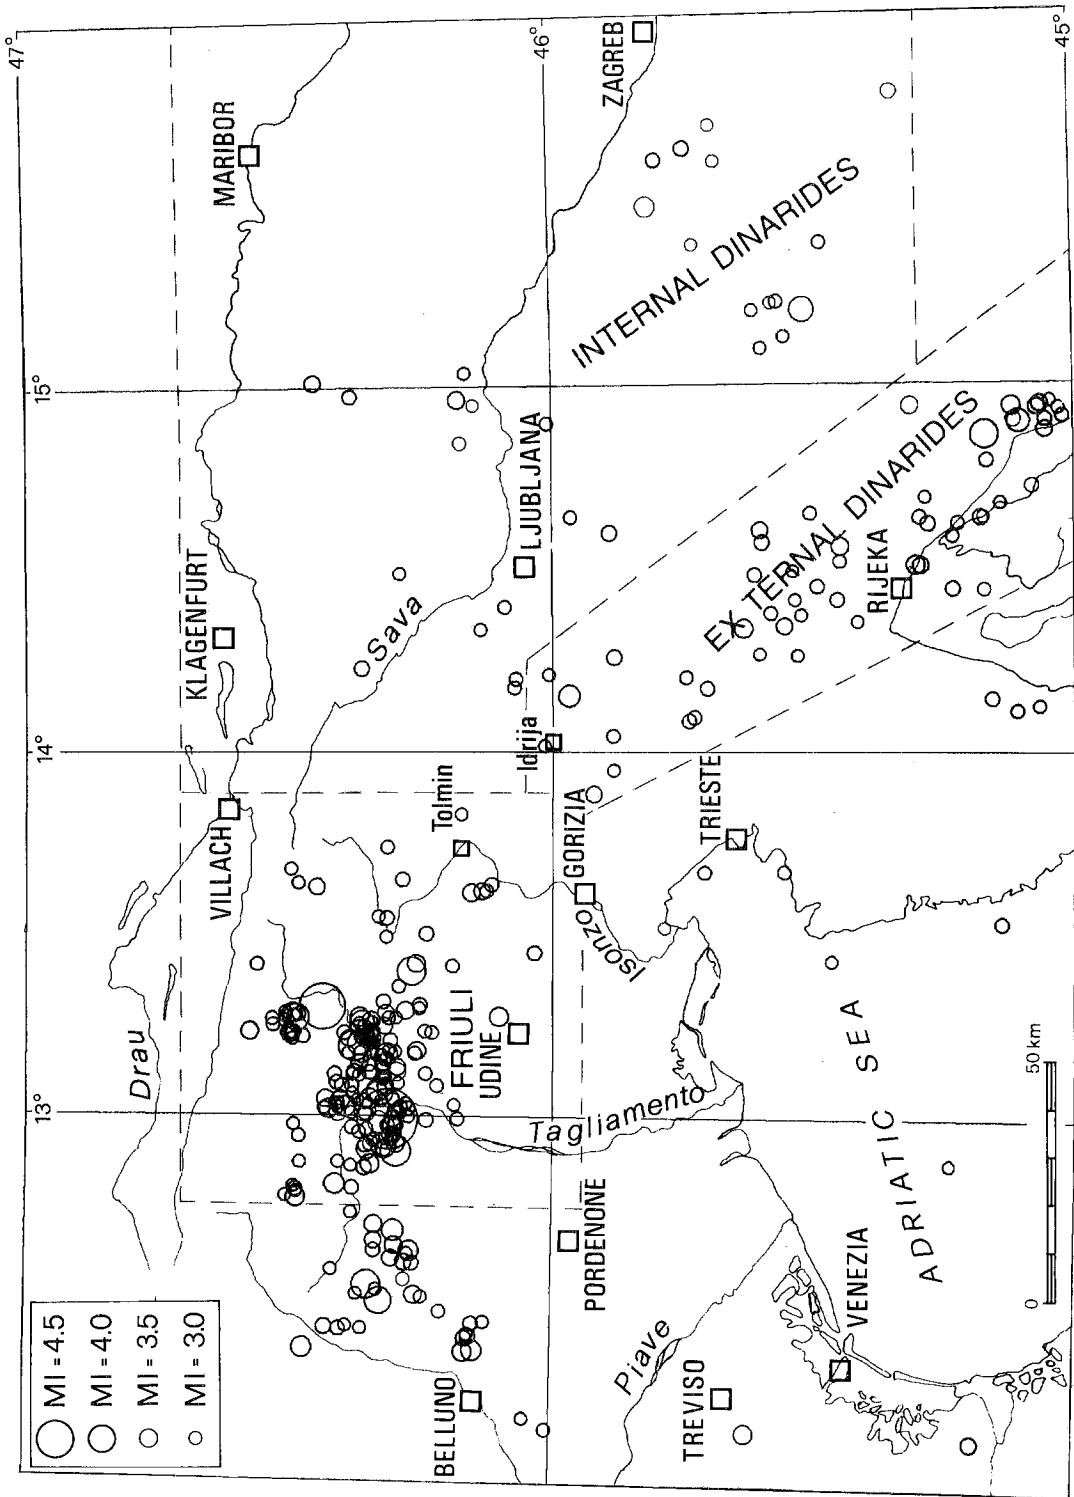 Ml = 4.5
Ml = 4.0
Ml = 3.5
Ml = 3.0
47°
46°
45°
15°
14°
13°
MARIBOR
ZAGREB
KLAGENFURT
LJUBLJANA
INTERNAL DINARIDES
EX TERNAL DINARIDES
Sava
VILLACH
Tolmin
Idrija
RIJEKA
GORIZIA
TRIESTE
Isonzo
Drau
FRIULI
UDINE
Tagliamento
PORDENONE
BELLUNO
Piave
TREVISO
VENEZIA
ADRIATIC SEA
0
50 km